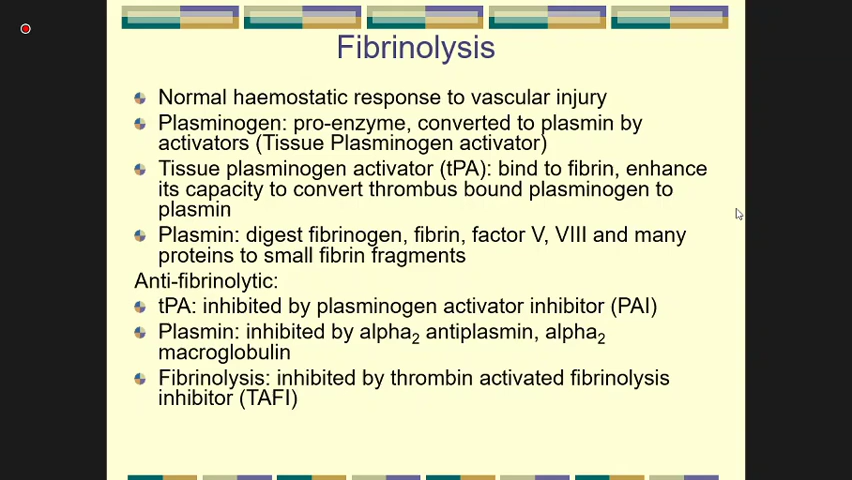 Fibrinolysis
Normal haemostatic response to vascular injury
Plasminogen: pro-enzyme, converted to plasmin by
activators (Tissue Plasminogen activator)
Tissue plasminogen activator (tPA): bind to fibrin, enhance
its capacity to convert thrombus bound plasminogen to
plasmin
Plasmin: digest fibrinogen, fibrin, factor V, VIII and many
proteins to small fibrin fragments
Anti-fibrinolytic:
tPA: inhibited by plasminogen activator inhibitor (PAI)
Plasmin: inhibited by alpha₂ antiplasmin, alpha₂
macroglobulin
Fibrinolysis: inhibited by thrombin activated fibrinolysis
inhibitor (TAFI)